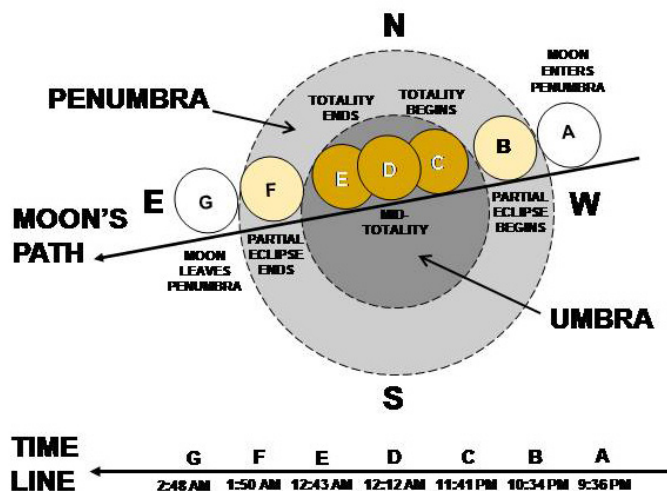 N
MOON
ENTERS
PENUMBRA
PENUMBRA
TOTALITY
ENDS
TOTALITY
BEGINS
A
B
C
D
E
F
G
E
W
MID-
TOTALITY
PARTIAL
ECLIPSE
BEGINS
MOON'S
PATH
PARTIAL
ECLIPSE
ENDS
MOON
LEAVES
PENUMBRA
UMBRA
S
TIME
LINE
G F E D C B A
2:48 AM 1:50 AM 12:43 AM 12:12 AM 11:41 PM 10:34 PM 9:36 PM